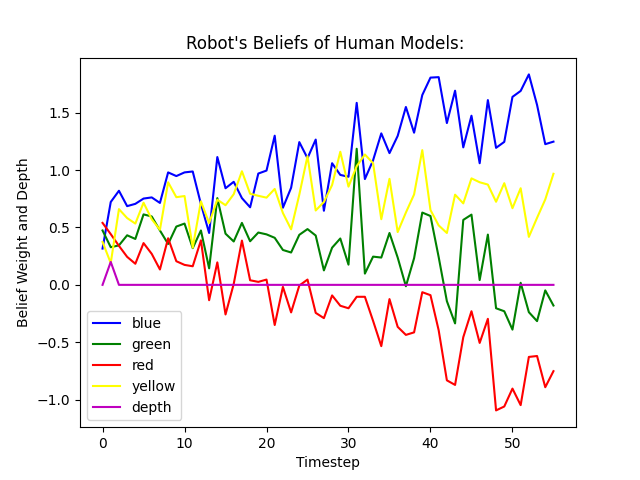 Robot's Beliefs of Human Models:
Belief Weight and Depth
1.5
1.0
0.5
0.0
−0.5
−1.0
blue
green
red
yellow
depth
0 10 20 30 40 50
Timestep